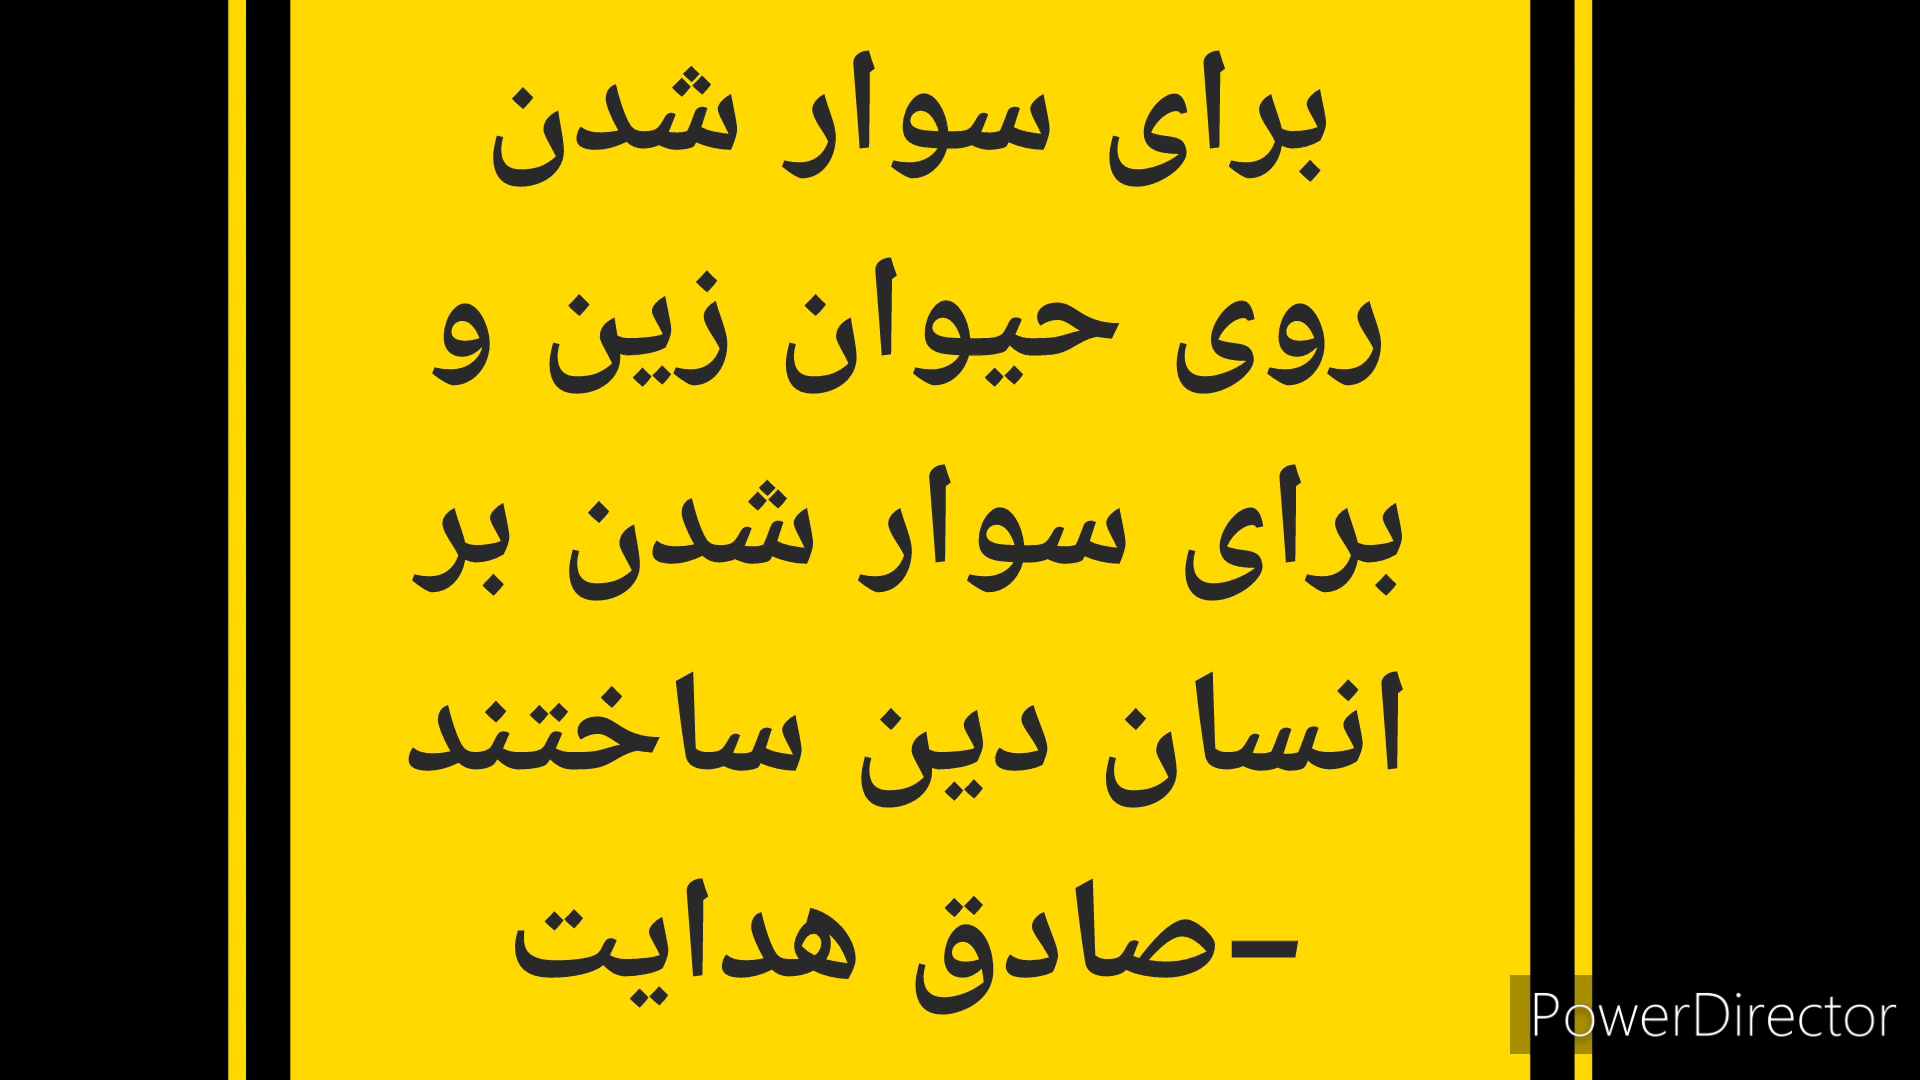 برای سوار شدن
روی حیوان زین و
برای سوار شدن بر
انسان دین ساختند
-صادق هدایت
PowerDirector